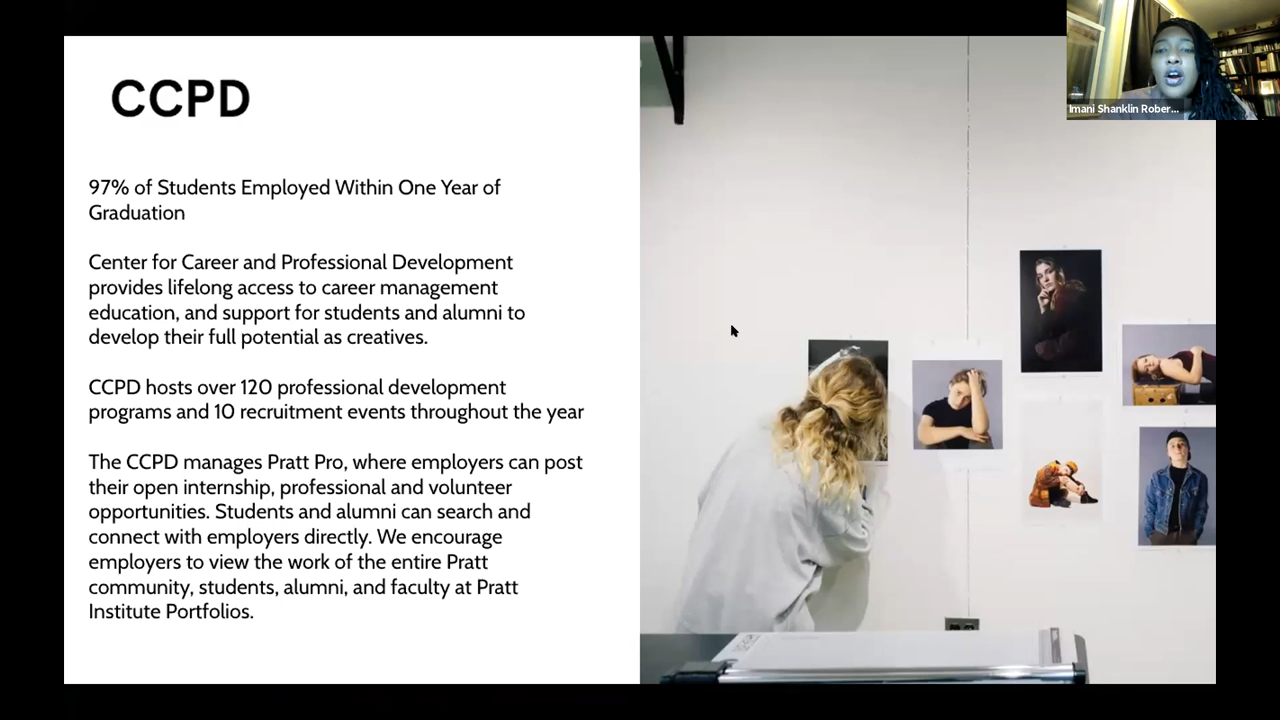 CCPD
97% of Students Employed Within One Year of
Graduation
Center for Career and Professional Development
provides lifelong access to career management
education, and support for students and alumni to
develop their full potential as creatives.
CCPD hosts over 120 professional development
programs and 10 recruitment events throughout the year
The CCPD manages Pratt Pro, where employers can post
their open internship, professional and volunteer
opportunities. Students and alumni can search and
connect with employers directly. We encourage
employers to view the work of the entire Pratt
community, students, alumni, and faculty at Pratt
Institute Portfolios.
Imani Shanklin Rober...